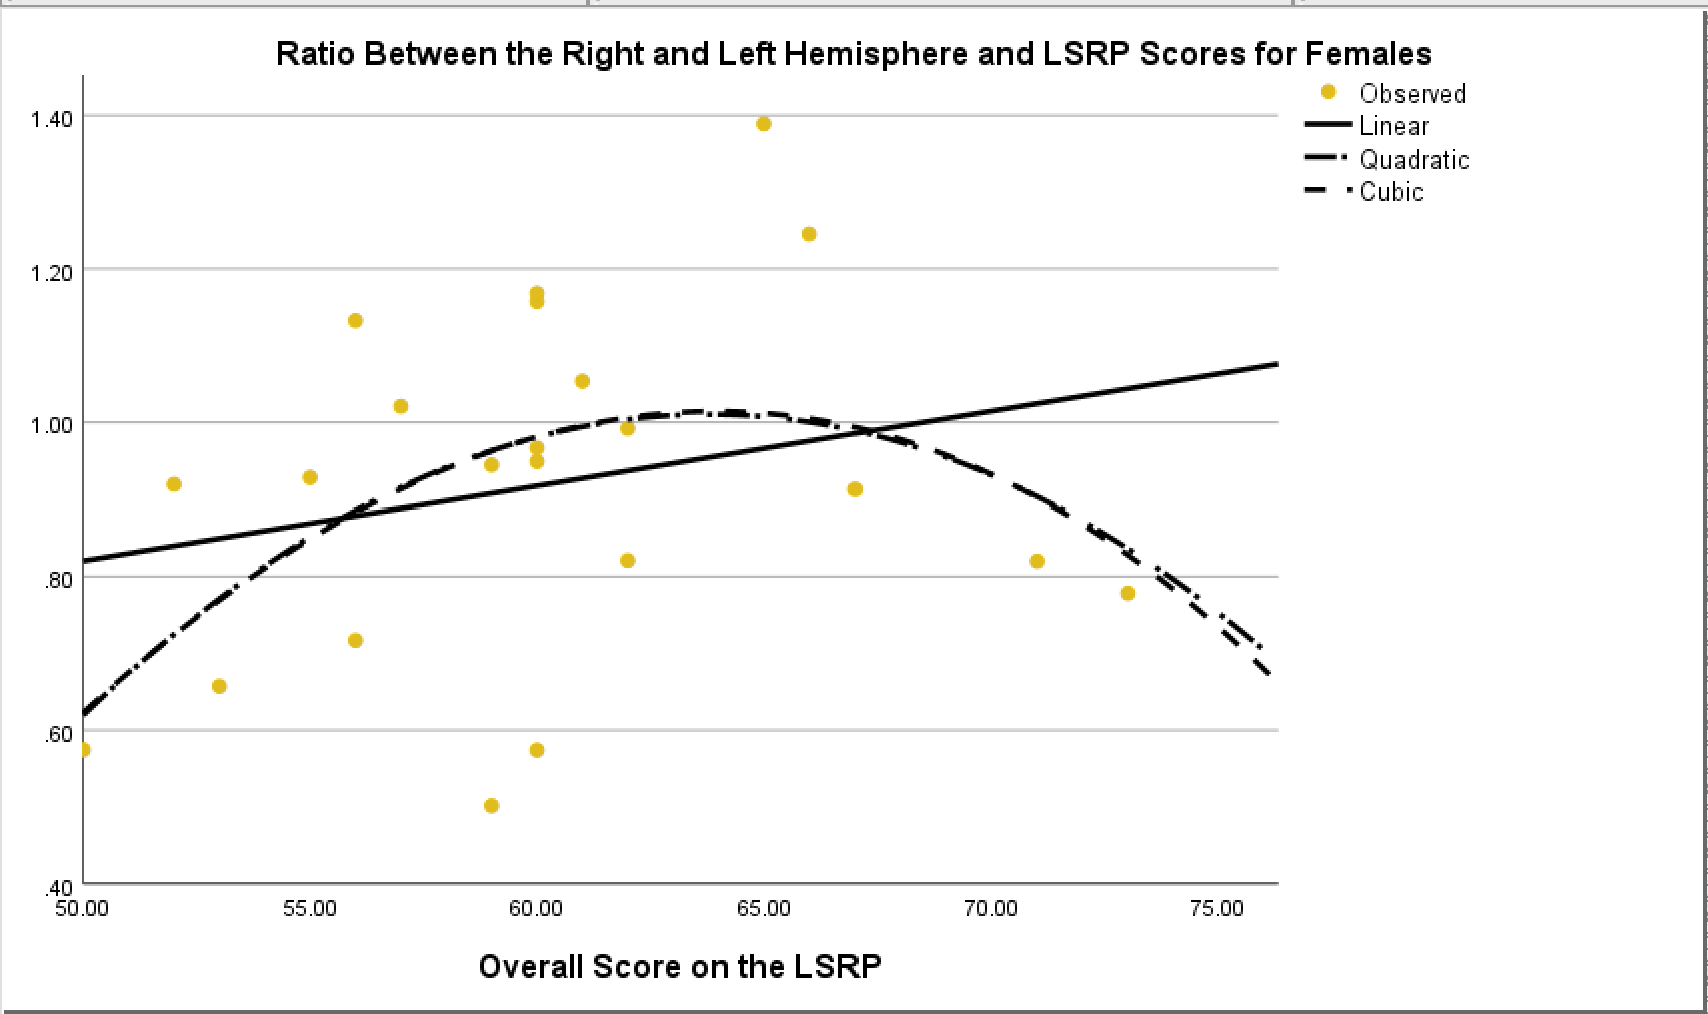 Ratio Between the Right and Left Hemisphere and LSRP Scores for Females
Observed
Linear
Quadratic
Cubic
1.40
1.20
1.00
.80
.60
.40
50.00 55.00 60.00 65.00 70.00 75.00
Overall Score on the LSRP